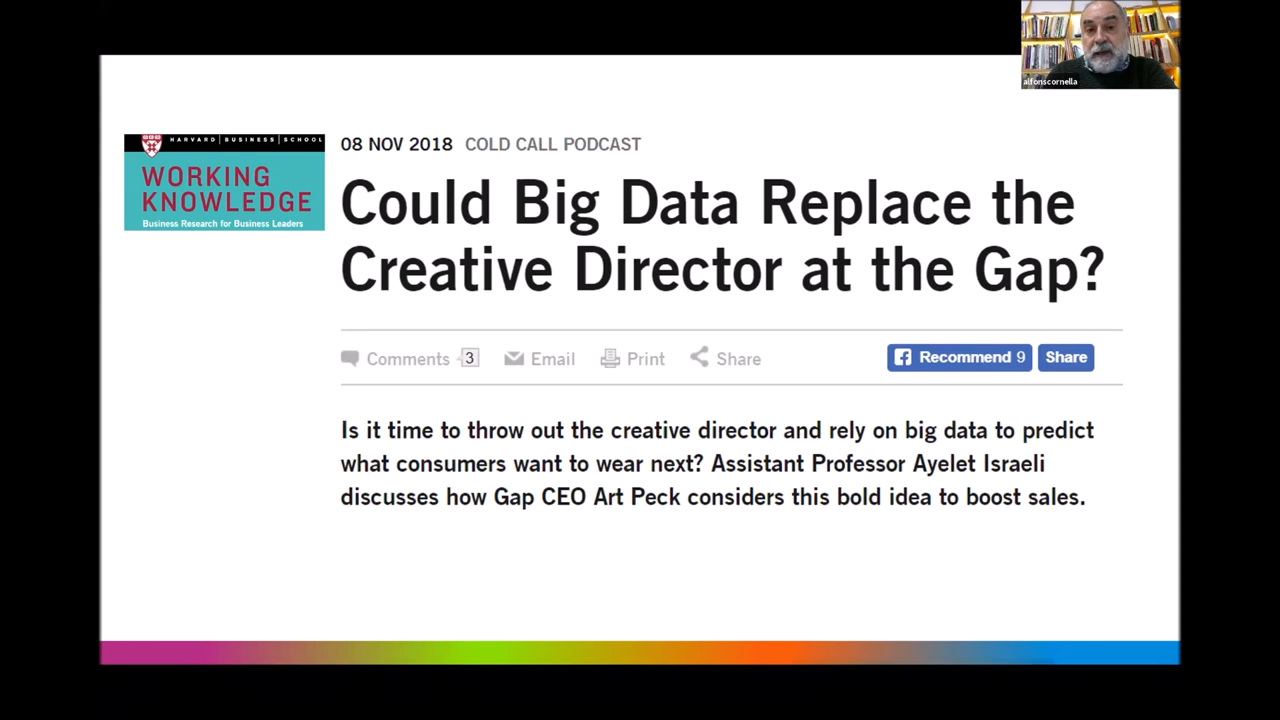 alfonscornella
HARVARD | BUSINESS | SCHOOL
WORKING
KNOWLEDGE
Business Research for Business Leaders
08 NOV 2018 COLD CALL PODCAST
Could Big Data Replace the
Creative Director at the Gap?
Comments 3 Email Print Share Recommend 9 Share
Is it time to throw out the creative director and rely on big data to predict
what consumers want to wear next? Assistant Professor Ayelet Israeli
discusses how Gap CEO Art Peck considers this bold idea to boost sales.